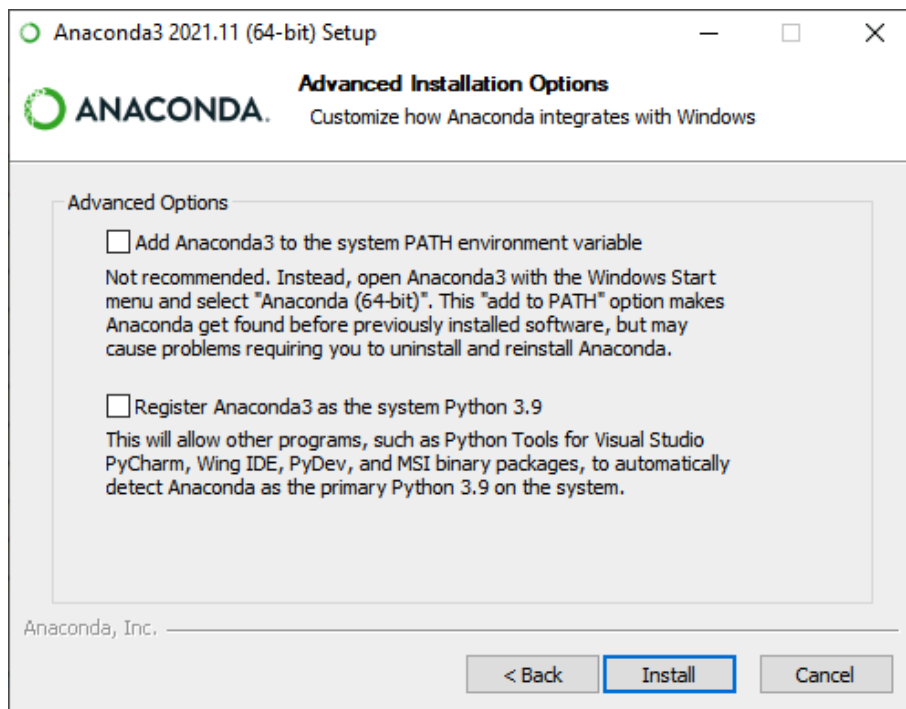 Anaconda3 2021.11 (64-bit) Setup
ANACONDA.
Advanced Installation Options
Customize how Anaconda integrates with Windows
Advanced Options
Add Anaconda3 to the system PATH environment variable
Not recommended. Instead, open Anaconda3 with the Windows Start
menu and select "Anaconda (64-bit)". This "add to PATH" option makes
Anaconda get found before previously installed software, but may
cause problems requiring you to uninstall and reinstall Anaconda.
Register Anaconda3 as the system Python 3.9
This will allow other programs, such as Python Tools for Visual Studio
PyCharm, Wing IDE, PyDev, and MSI binary packages, to automatically
detect Anaconda as the primary Python 3.9 on the system.
Anaconda, Inc.
< Back
Install
Cancel